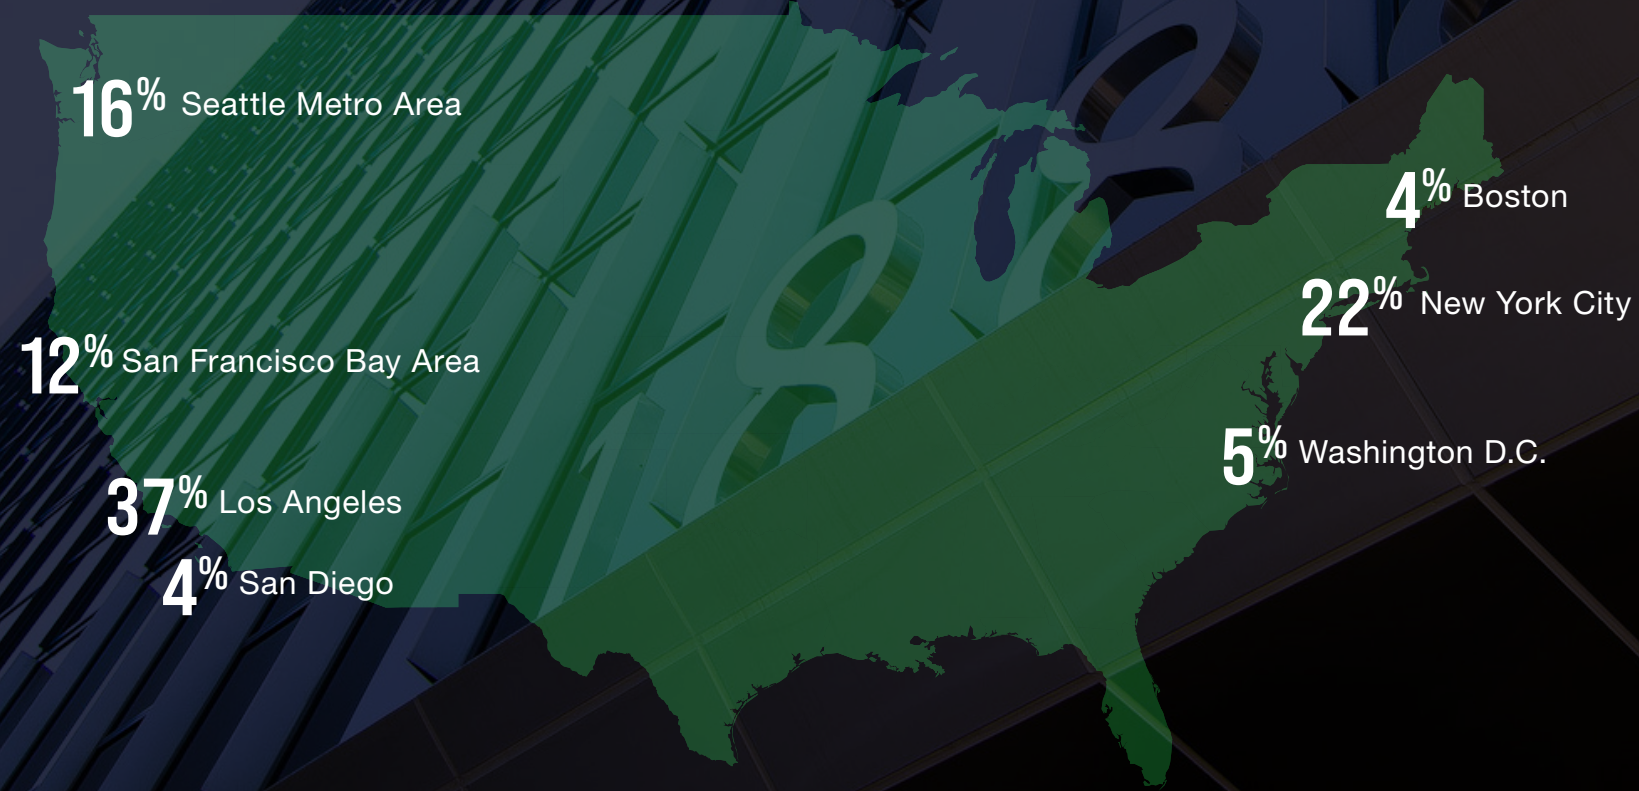 16% Seattle Metro Area
4% Boston
22% New York City
12% San Francisco Bay Area
5% Washington D.C.
37% Los Angeles
4% San Diego